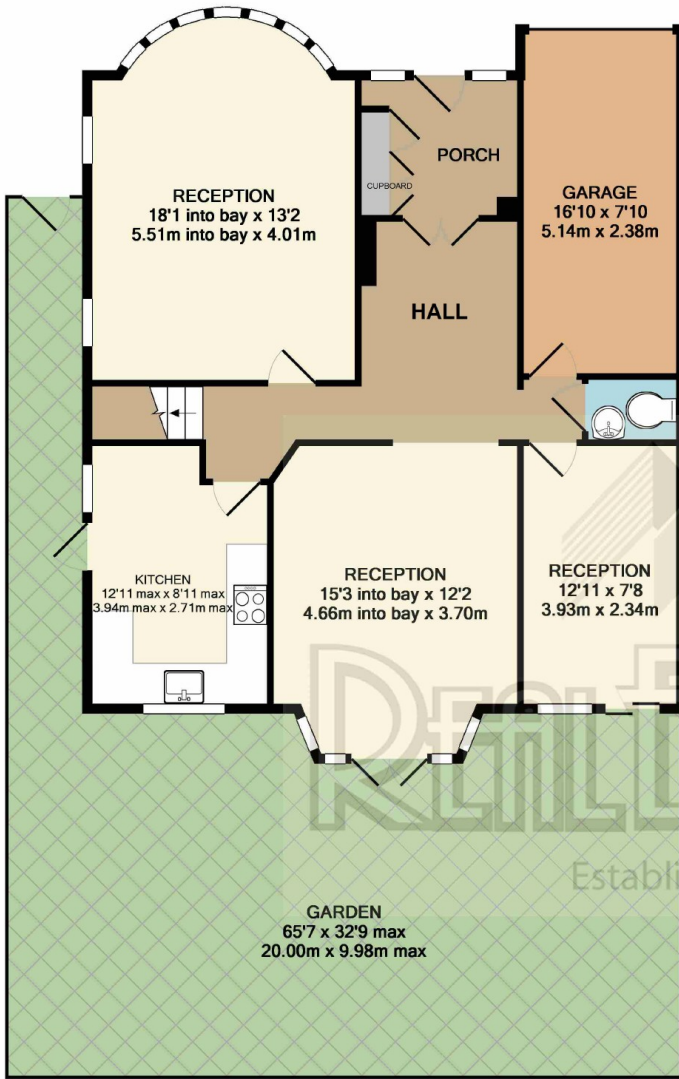 RECEPTION
18'1 into bay x 13'2
5.51m into bay x 4.01m
CUPBOARD
PORCH
GARAGE
16'10 x 7'10
5.14m x 2.38m
HALL
KITCHEN
12'11 max x 8'11 max
3.94m max x 2.71m max
RECEPTION
15'3 into bay x 12'2
4.66m into bay x 3.70m
RECEPTION
12'11 x 7'8
3.93m x 2.34m
GARDEN
65'7 x 32'9 max
20.00m x 9.98m max